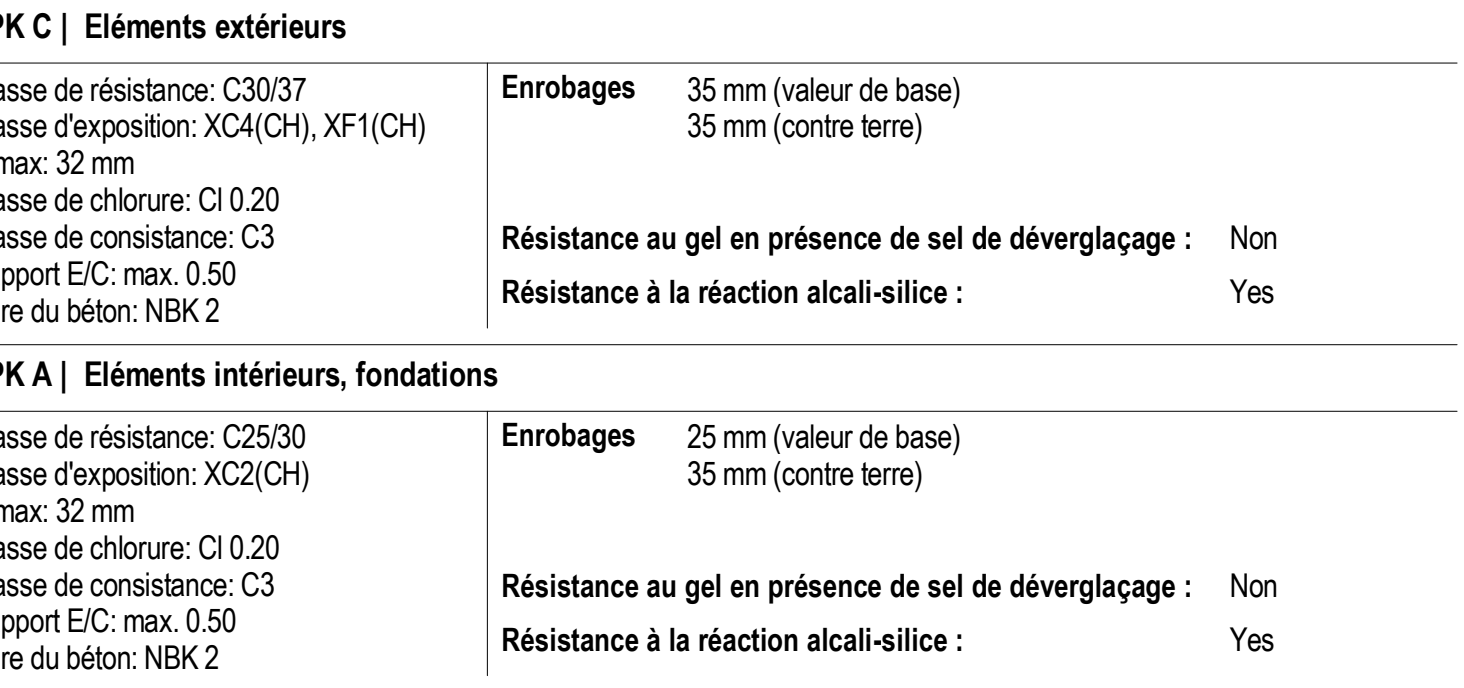 PK C | Eléments extérieurs
asse de résistance: C30/37
asse d'exposition: XC4(CH), XF1(CH)
max: 32 mm
asse de chlorure: Cl 0.20
asse de consistance: C3
pport E/C: max. 0.50
re du béton: NBK 2
Enrobages 35 mm (valeur de base)
35 mm (contre terre)
Résistance au gel en présence de sel de déverglaçage : Non
Résistance à la réaction alcali-silice : Yes
PK A | Eléments intérieurs, fondations
asse de résistance: C25/30
asse d'exposition: XC2(CH)
max: 32 mm
asse de chlorure: Cl 0.20
asse de consistance: C3
pport E/C: max. 0.50
re du béton: NBK 2
Enrobages 25 mm (valeur de base)
35 mm (contre terre)
Résistance au gel en présence de sel de déverglaçage : Non
Résistance à la réaction alcali-silice : Yes